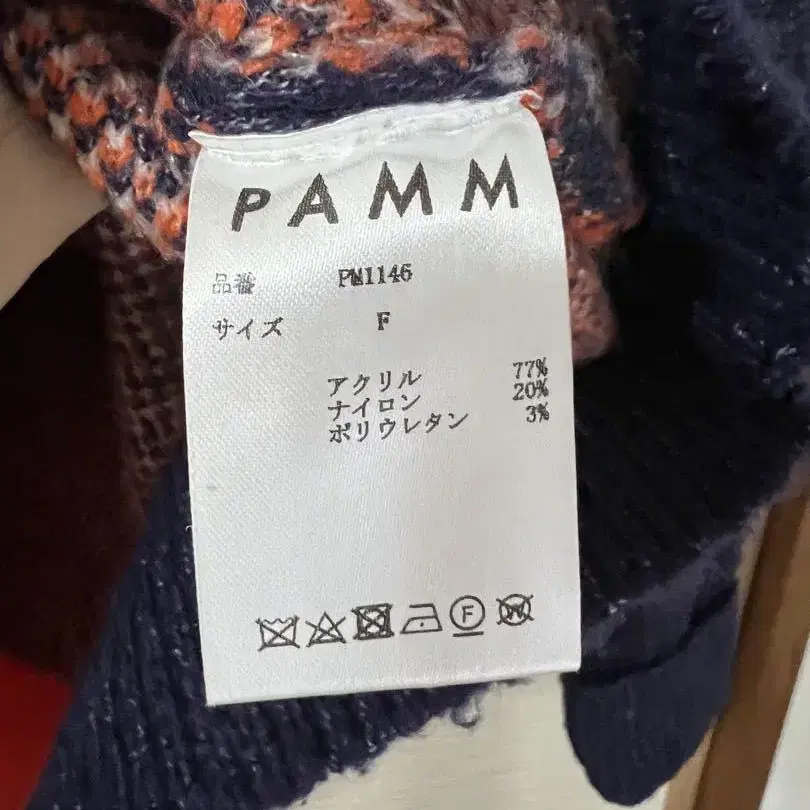 PAMM
品番 PM1146
サイズ F
アクリル 77%
ナイロン 20%
ポリウレタン 3%
F W